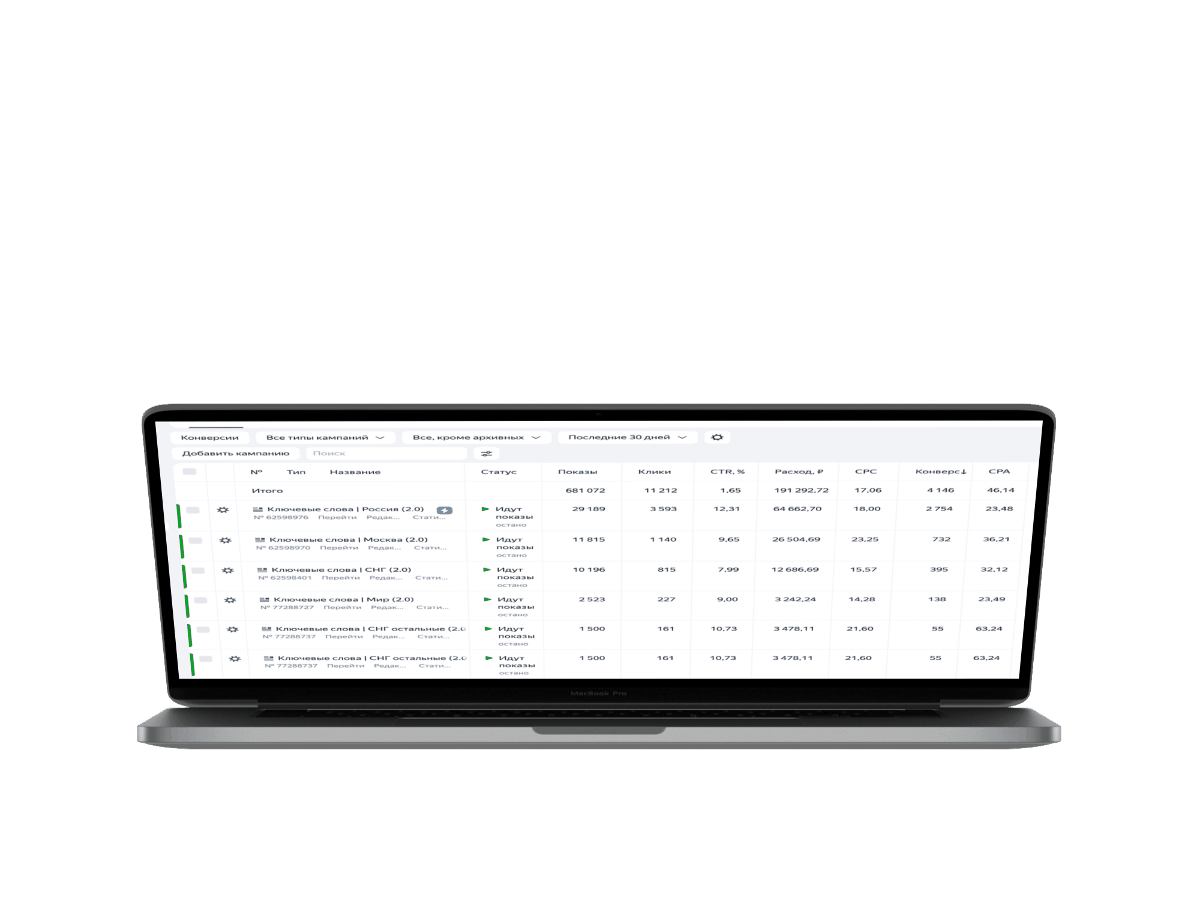 Конверсии Все типы кампаний Все, кроме архивных Последние 30 дней
Добавить кампанию Поиск
№ Тип Название Статус Показы Клики CTR, % Расход, ₽ CPC Конверс↓ CPA
Итого 681 072 11 212 1,65 191 292,72 17,06 4 146 46,14
Ключевые слова | Россия (2.0) Идут показы 29 189 3 593 12,31 64 662,70 18,00 2 754 23,48
№ 62598976 Перейти Редак... Стати... остано
Ключевые слова | Москва (2.0) Идут показы 11 815 1 140 9,65 26 504,69 23,25 732 36,21
№ 62598970 Перейти Редак... Стати... остано
Ключевые слова | СНГ (2.0) Идут показы 10 196 815 7,99 12 686,69 15,57 395 32,12
№ 62598401 Перейти Редак... Стати... остано
Ключевые слова | Мир (2.0) Идут показы 2 523 227 9,00 3 242,24 14,28 138 23,49
№ 77288727 Перейти Редак... Стати... остано
Ключевые слова | СНГ остальные (2.0 Идут показы 1 500 161 10,73 3 478,11 21,60 55 63,24
№ 77288737 Перейти Редак... Стати... остано
Ключевые слова | СНГ остальные (2.0 Идут показы 1 500 161 10,73 3 478,11 21,60 55 63,24
№ 77288737 Перейти Редак... Стати... остано
MacBook Pro